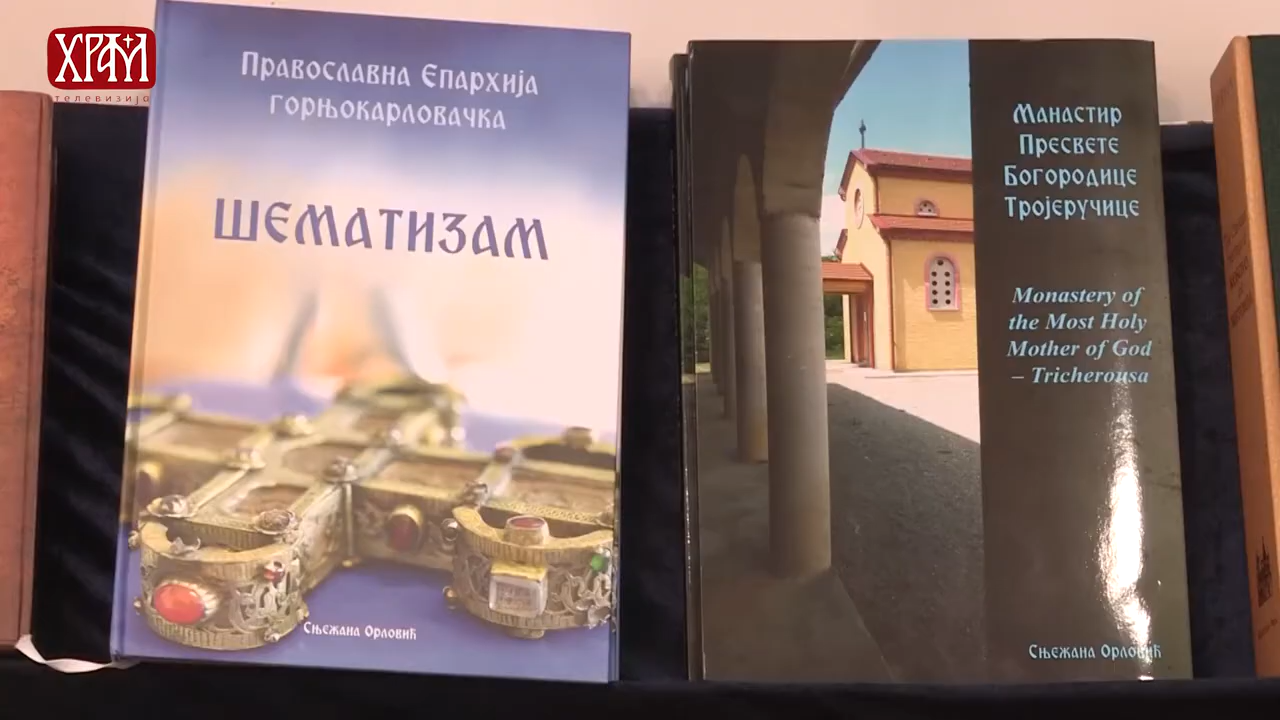 ХРАМ
телевизија
Православна Епархија
горњокарловачка
ШЕМАТИЗАМ
Сњежана Орловић
Манастир
Пресвете
Богородице
Тројеручице
Monastery of
the Most Holy
Mother of God
– Tricherousa
Сњежана Орловић